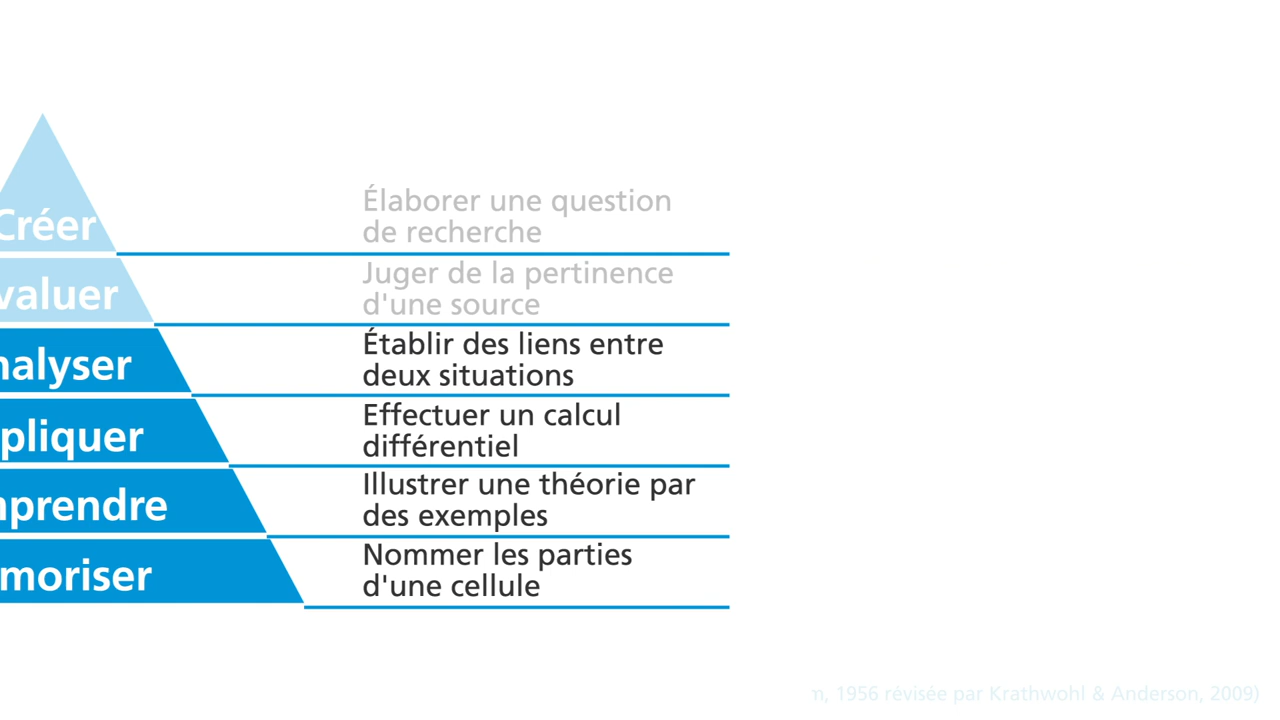 Créer
Élaborer une question
de recherche
valuer
Juger de la pertinence
d'une source
nalyser
Établir des liens entre
deux situations
pliquer
Effectuer un calcul
différentiel
mprendre
Illustrer une théorie par
des exemples
moriser
Nommer les parties
d'une cellule
m, 1956 révisée par Krathwohl & Anderson, 2009)